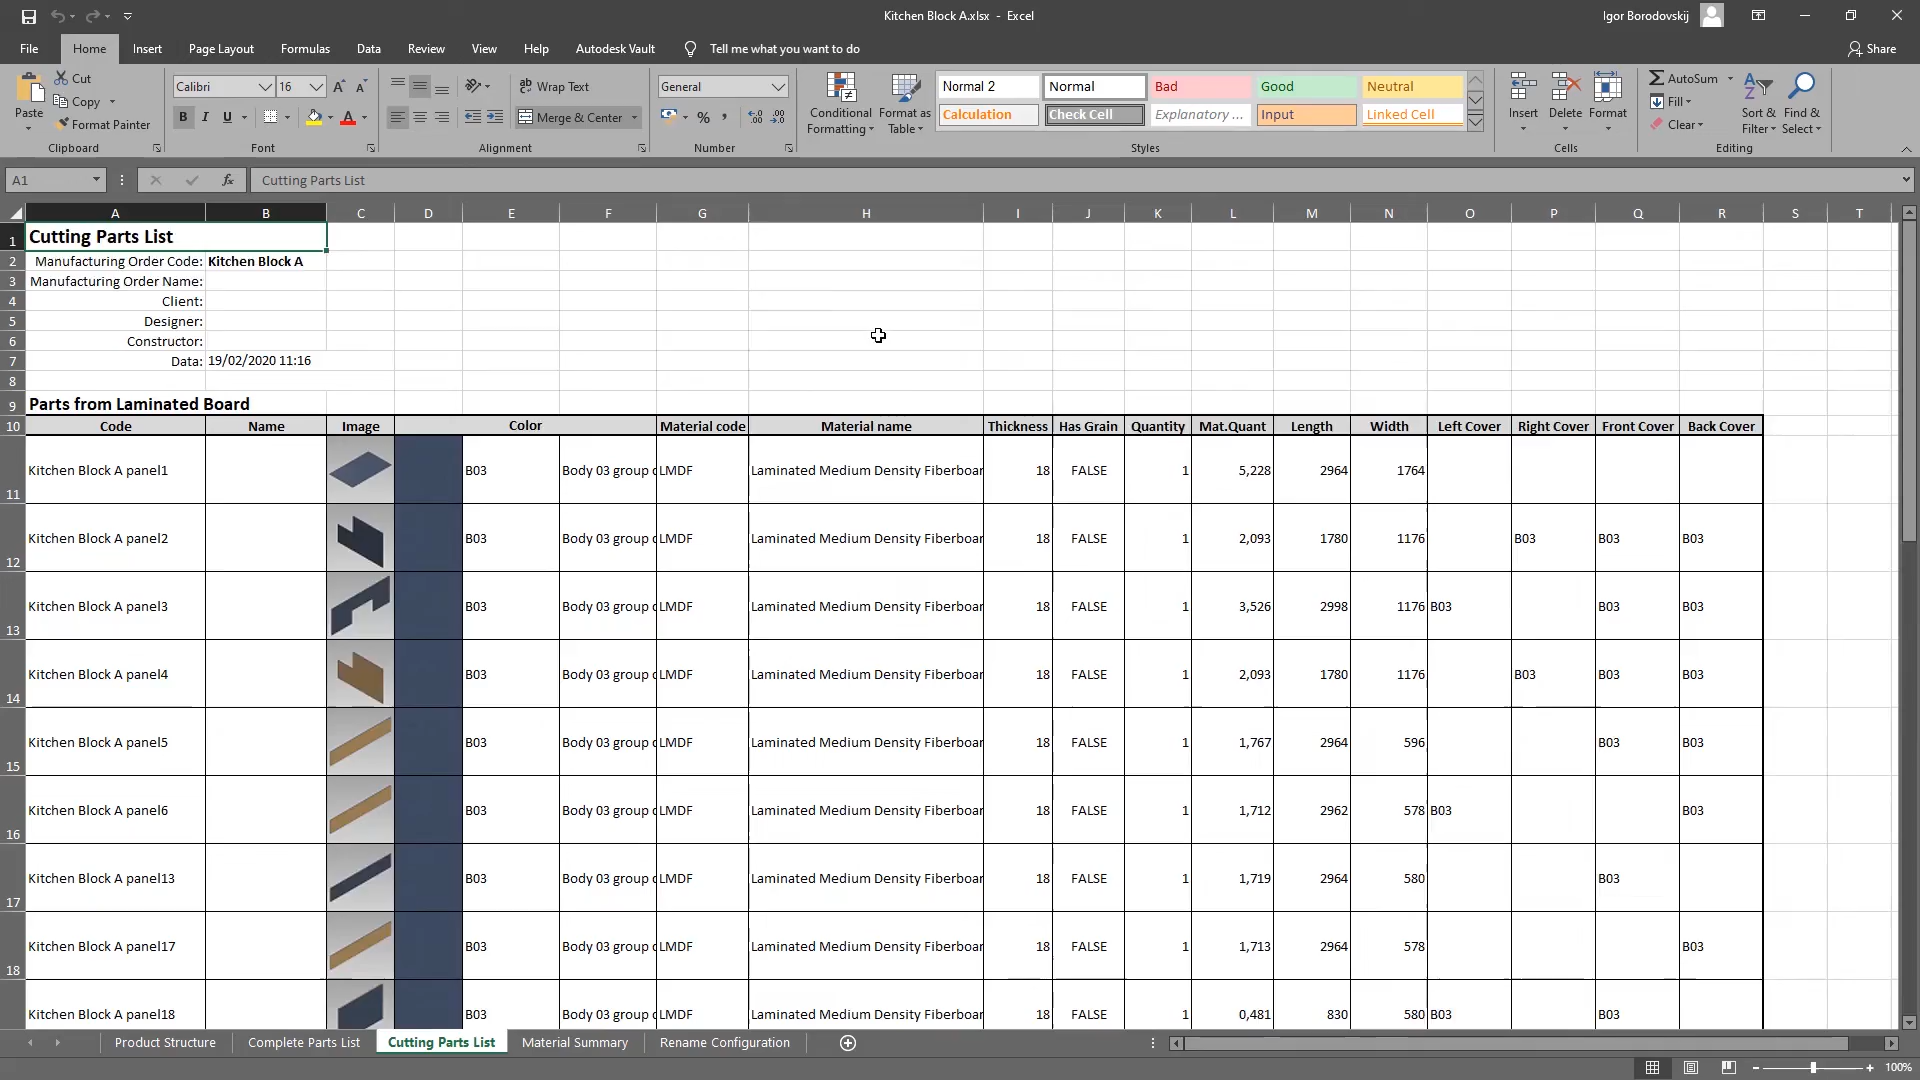 Kitchen Block A.xlsx - Excel
Igor Borodovskij
File Home Insert Page Layout Formulas Data Review View Help Autodesk Vault Tell me what you want to do Share
Paste
Cut
Copy
Format Painter
Clipboard
Calibri 16
B I U
Font
Wrap Text
Merge & Center
Alignment
General
% ,
Number
Conditional Formatting
Format as Table
Normal 2 Normal Bad Good Neutral
Calculation Check Cell Explanatory ... Input Linked Cell
Styles
Insert Delete Format
Cells
AutoSum
Fill
Clear
Sort & Filter
Find & Select
Editing
A1 fx Cutting Parts List
A B C D E F G H I J K L M N O P Q R S T
1 Cutting Parts List
2 Manufacturing Order Code: Kitchen Block A
3 Manufacturing Order Name:
4 Client:
5 Designer:
6 Constructor:
7 Data: 19/02/2020 11:16
8
9 Parts from Laminated Board
10 Code Name Image Color Material code Material name Thickness Has Grain Quantity Mat.Quant Length Width Left Cover Right Cover Front Cover Back Cover
11 Kitchen Block A panel1 B03 Body 03 group c LMDF Laminated Medium Density Fiberboar 18 FALSE 1 5,228 2964 1764
12 Kitchen Block A panel2 B03 Body 03 group c LMDF Laminated Medium Density Fiberboar 18 FALSE 1 2,093 1780 1176 B03 B03 B03
13 Kitchen Block A panel3 B03 Body 03 group c LMDF Laminated Medium Density Fiberboar 18 FALSE 1 3,526 2998 1176 B03 B03 B03
14 Kitchen Block A panel4 B03 Body 03 group c LMDF Laminated Medium Density Fiberboar 18 FALSE 1 2,093 1780 1176 B03 B03 B03
15 Kitchen Block A panel5 B03 Body 03 group c LMDF Laminated Medium Density Fiberboar 18 FALSE 1 1,767 2964 596 B03 B03
16 Kitchen Block A panel6 B03 Body 03 group c LMDF Laminated Medium Density Fiberboar 18 FALSE 1 1,712 2962 578 B03 B03
17 Kitchen Block A panel13 B03 Body 03 group c LMDF Laminated Medium Density Fiberboar 18 FALSE 1 1,719 2964 580 B03
18 Kitchen Block A panel17 B03 Body 03 group c LMDF Laminated Medium Density Fiberboar 18 FALSE 1 1,713 2964 578 B03
Kitchen Block A panel18 B03 Body 03 group c LMDF Laminated Medium Density Fiberboar 18 FALSE 1 0,481 830 580 B03 B03
Product Structure Complete Parts List Cutting Parts List Material Summary Rename Configuration
100%